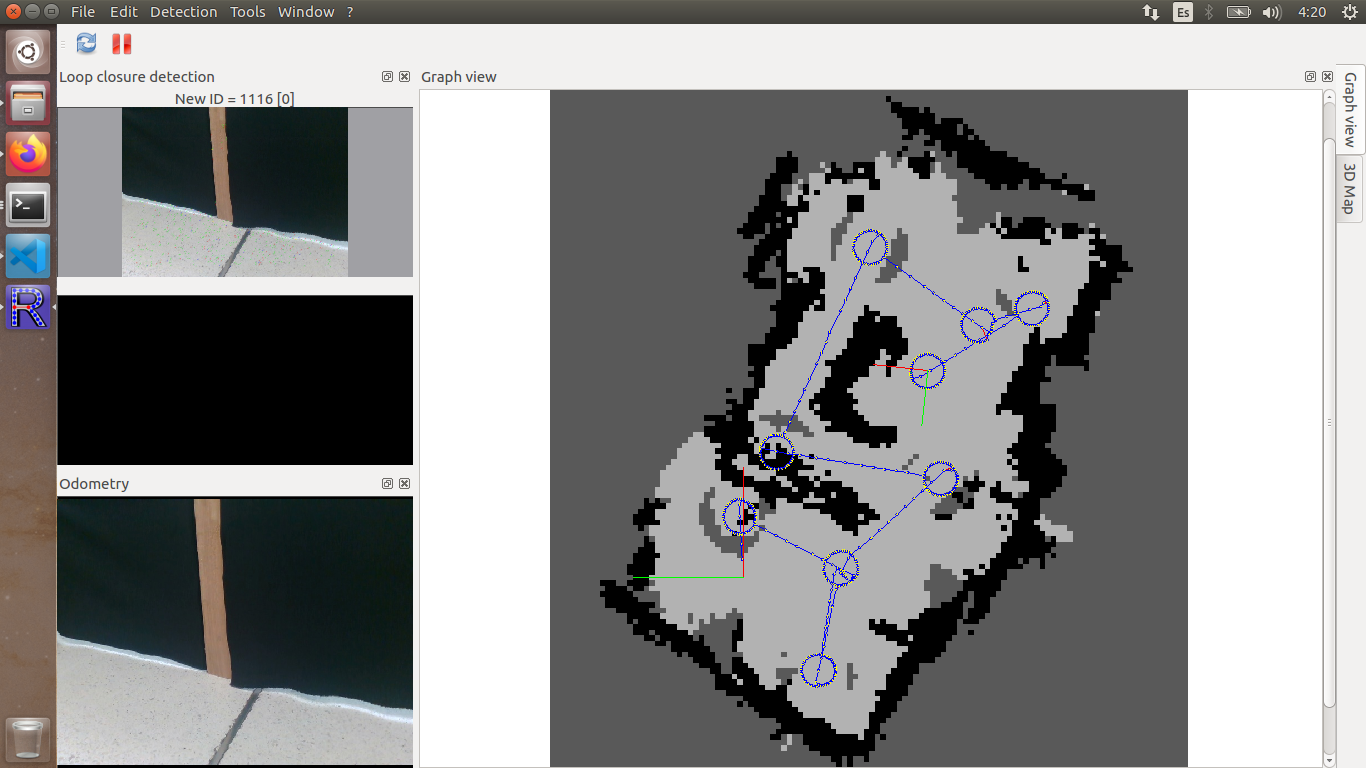 File Edit Detection Tools Window ?
Es
4:20
Loop closure detection
New ID = 1116 [0]
Odometry
Graph view
Graph view
3D Map
R